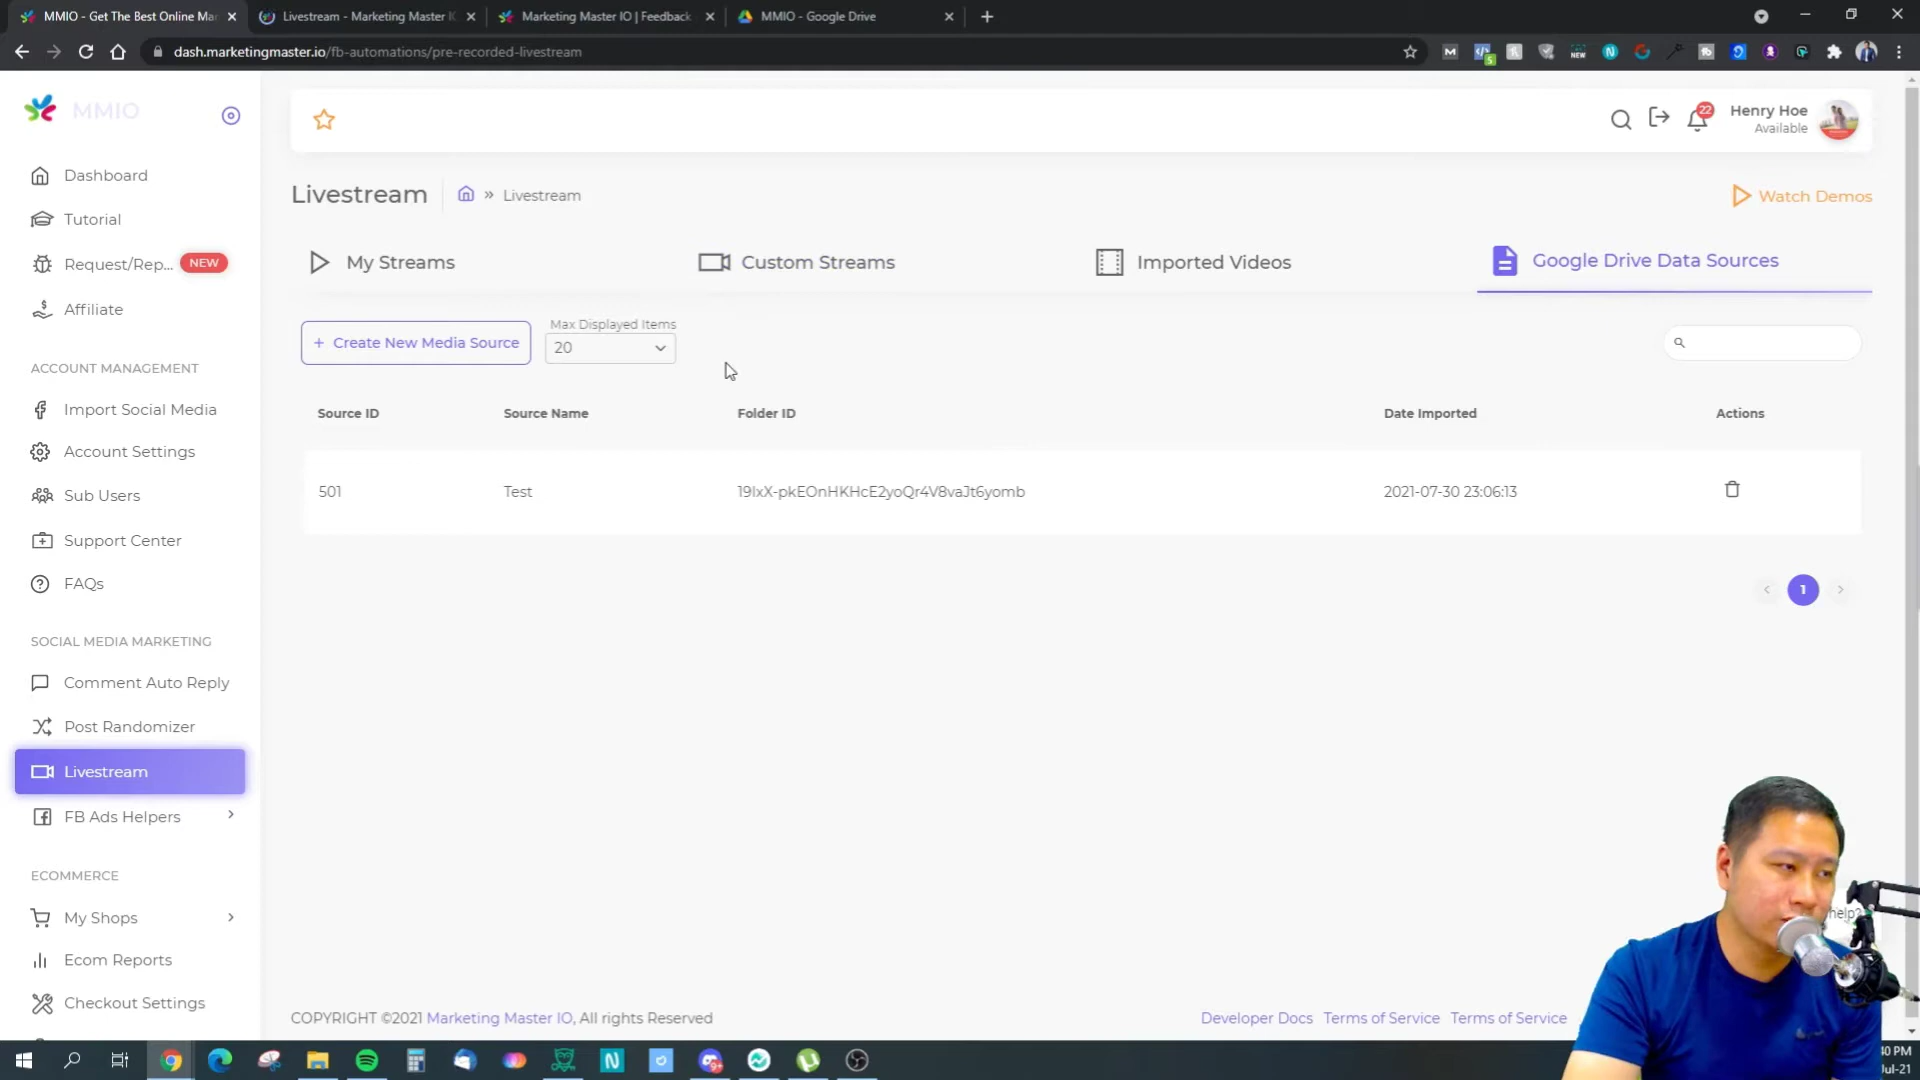 MMIO - Get The Best Online Mar
Livestream - Marketing Master IO
Marketing Master IO | Feedback
MMIO - Google Drive
dash.marketingmaster.io/fb-automations/pre-recorded-livestream
MMIO
22
Henry Hoe
Available
Dashboard
Tutorial
Request/Rep... NEW
Affiliate
ACCOUNT MANAGEMENT
Import Social Media
Account Settings
Sub Users
Support Center
FAQs
SOCIAL MEDIA MARKETING
Comment Auto Reply
Post Randomizer
Livestream
FB Ads Helpers
ECOMMERCE
My Shops
Ecom Reports
Checkout Settings
Livestream » Livestream
Watch Demos
My Streams
Custom Streams
Imported Videos
Google Drive Data Sources
+ Create New Media Source
Max Displayed Items
20
Source ID Source Name Folder ID Date Imported Actions
501 Test 19IxX-pkEOnHKHcE2yoQr4V8vaJt6yomb 2021-07-30 23:06:13
1
help?
COPYRIGHT ©2021 Marketing Master IO, All rights Reserved
Developer Docs Terms of Service Terms of Service
40 PM
Jul-21